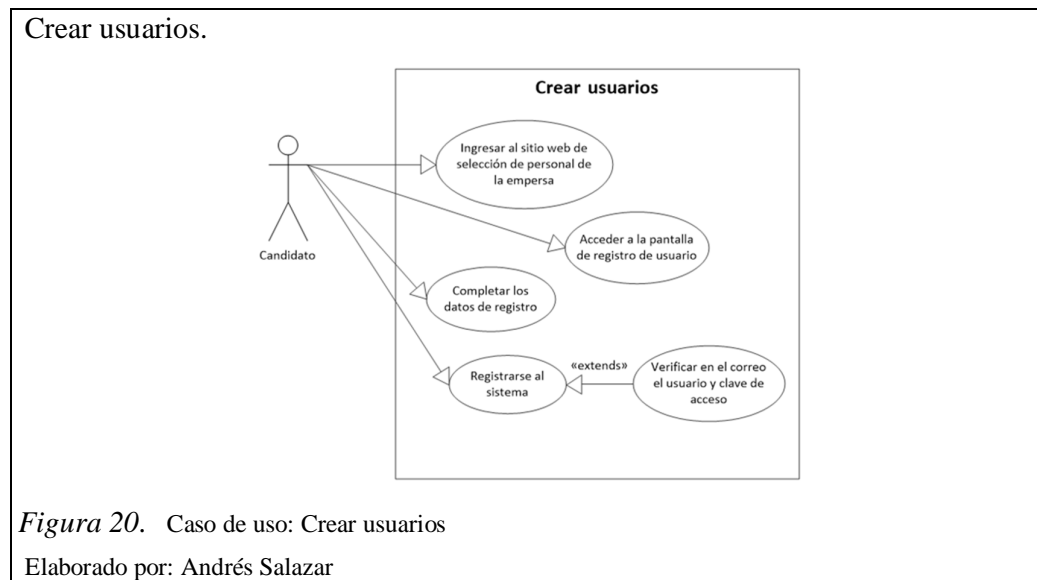 Crear usuarios.
Crear usuarios
Ingresar al sitio web de
selección de personal de
la empersa
Acceder a la pantalla
de registro de usuario
Candidato
Completar los
datos de registro
Registrarse al
sistema
«extends»
Verificar en el correo
el usuario y clave de
acceso
Figura 20. Caso de uso: Crear usuarios
Elaborado por: Andrés Salazar